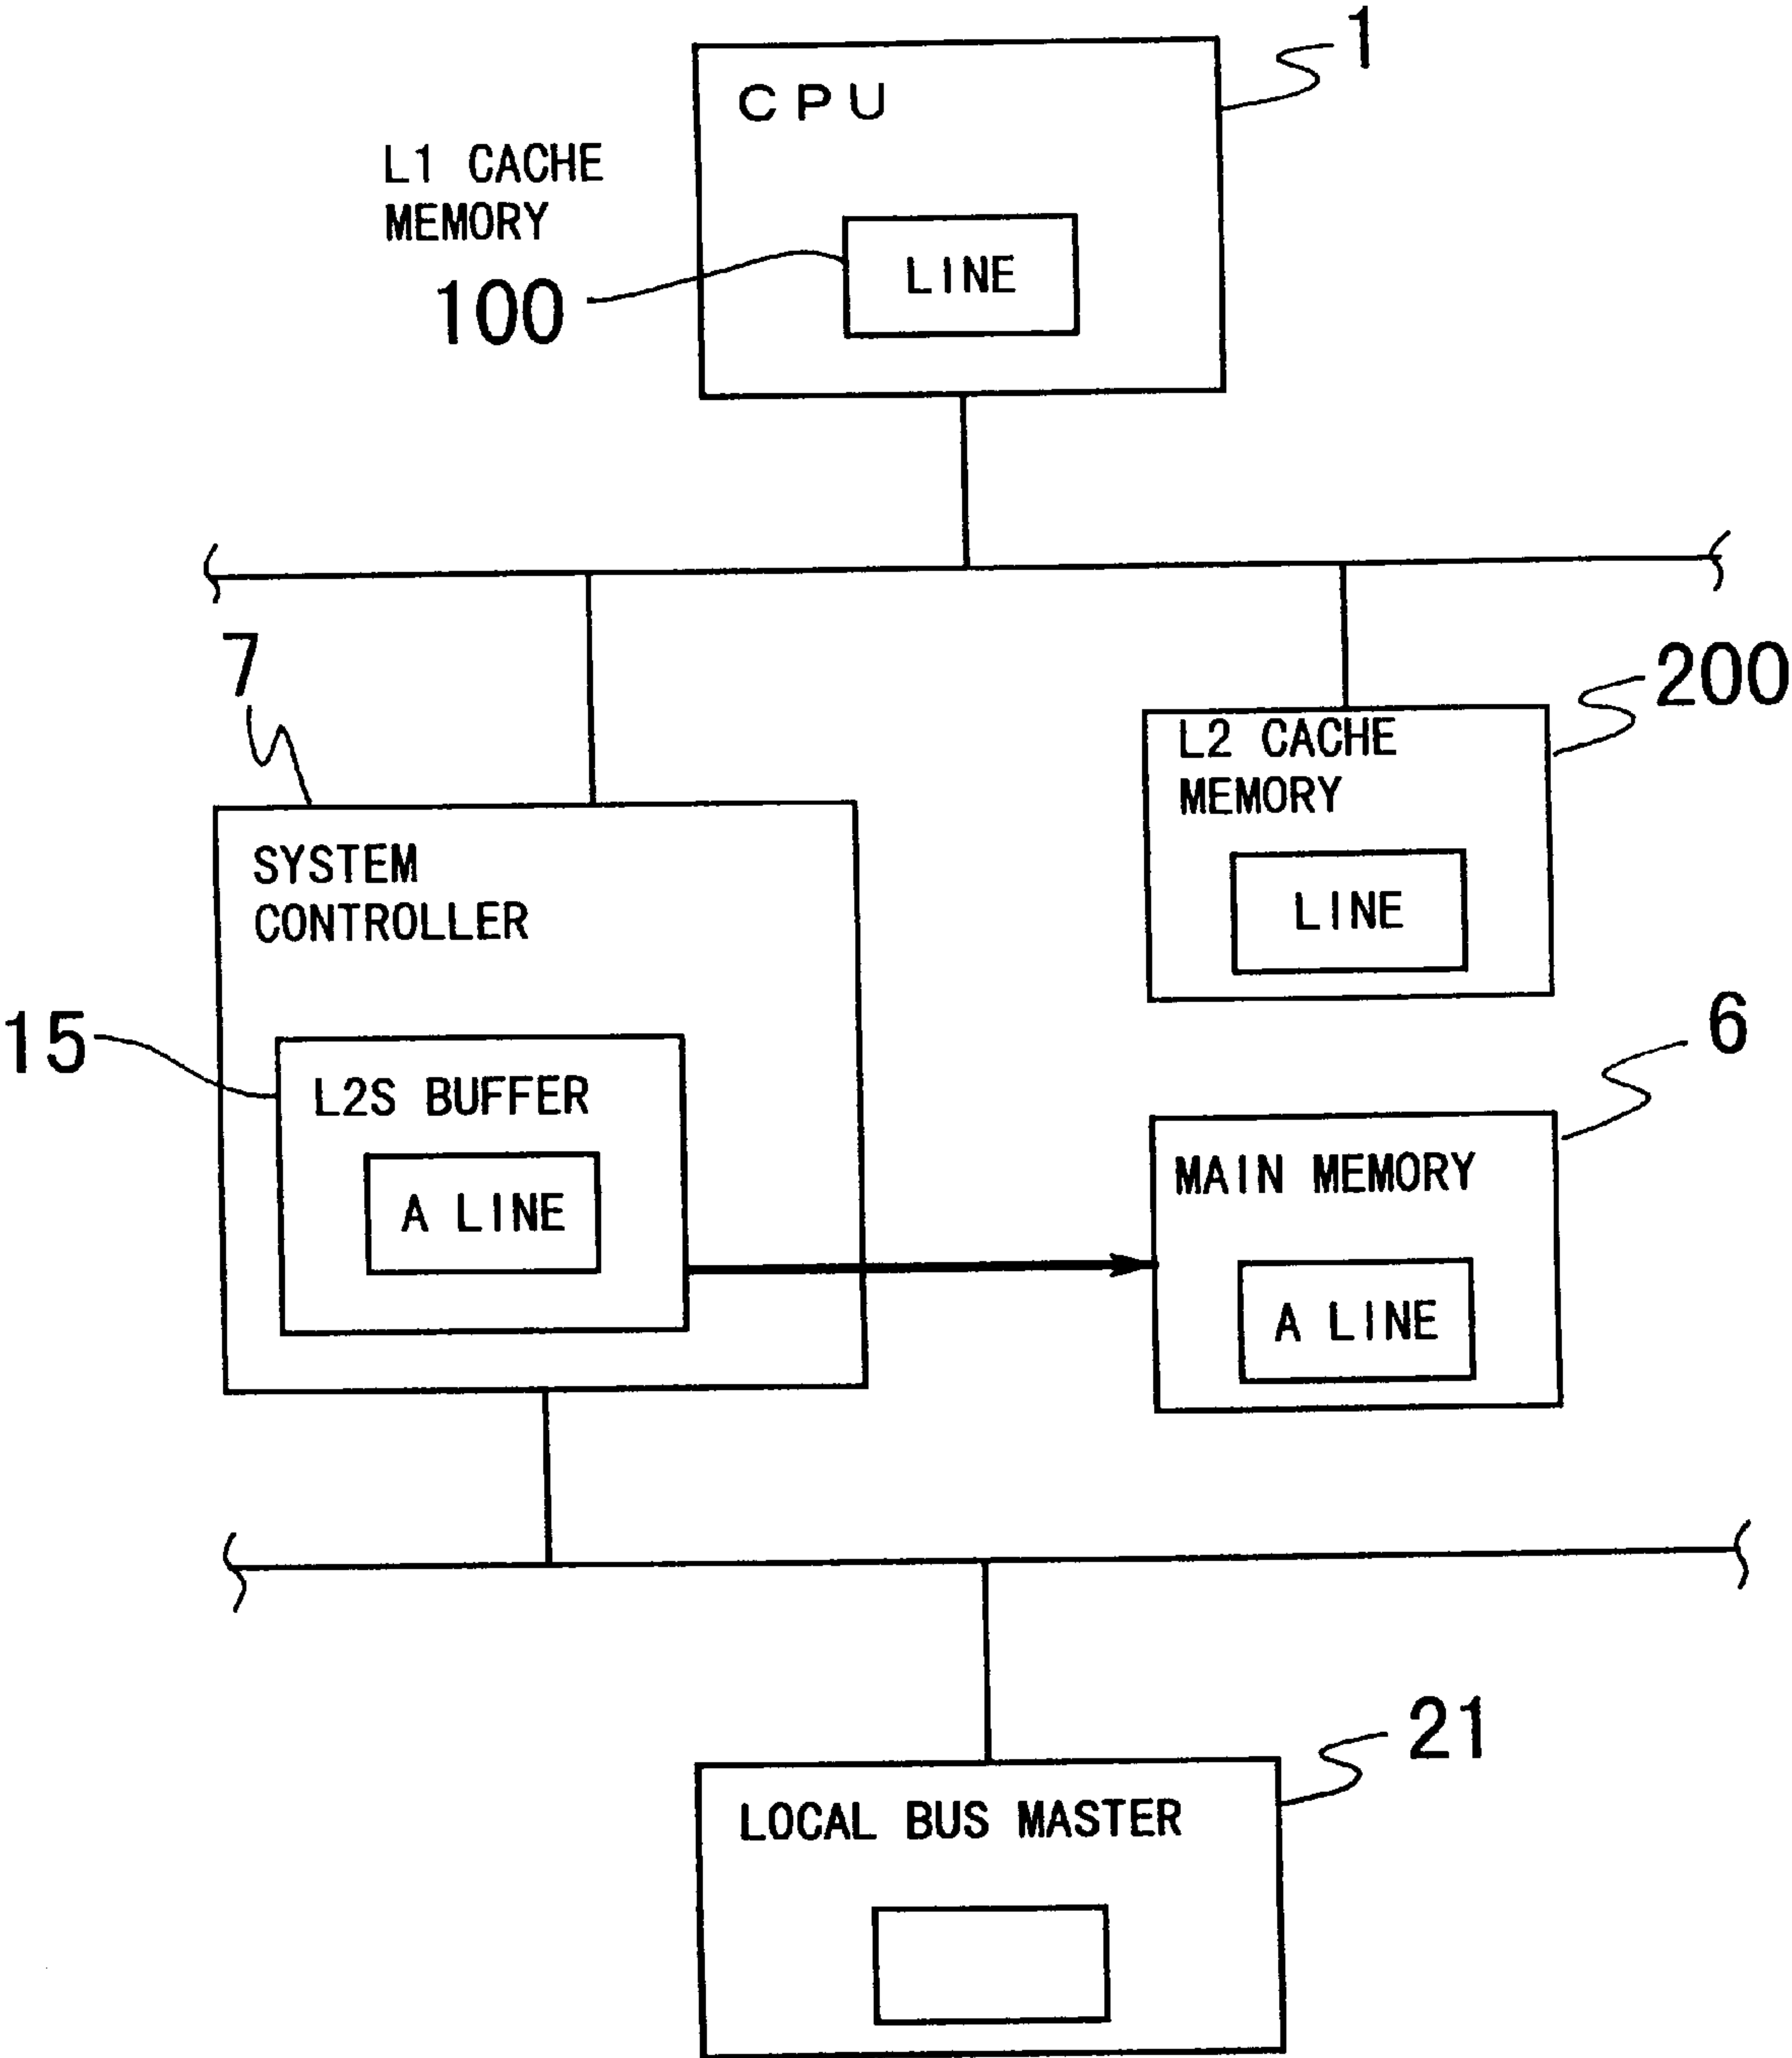 1
CPU
L1 CACHE
MEMORY
LINE
100
7
200
L2 CACHE
MEMORY
SYSTEM
CONTROLLER
LINE
15
6
L2S BUFFER
MAIN MEMORY
A LINE
A LINE
21
LOCAL BUS MASTER